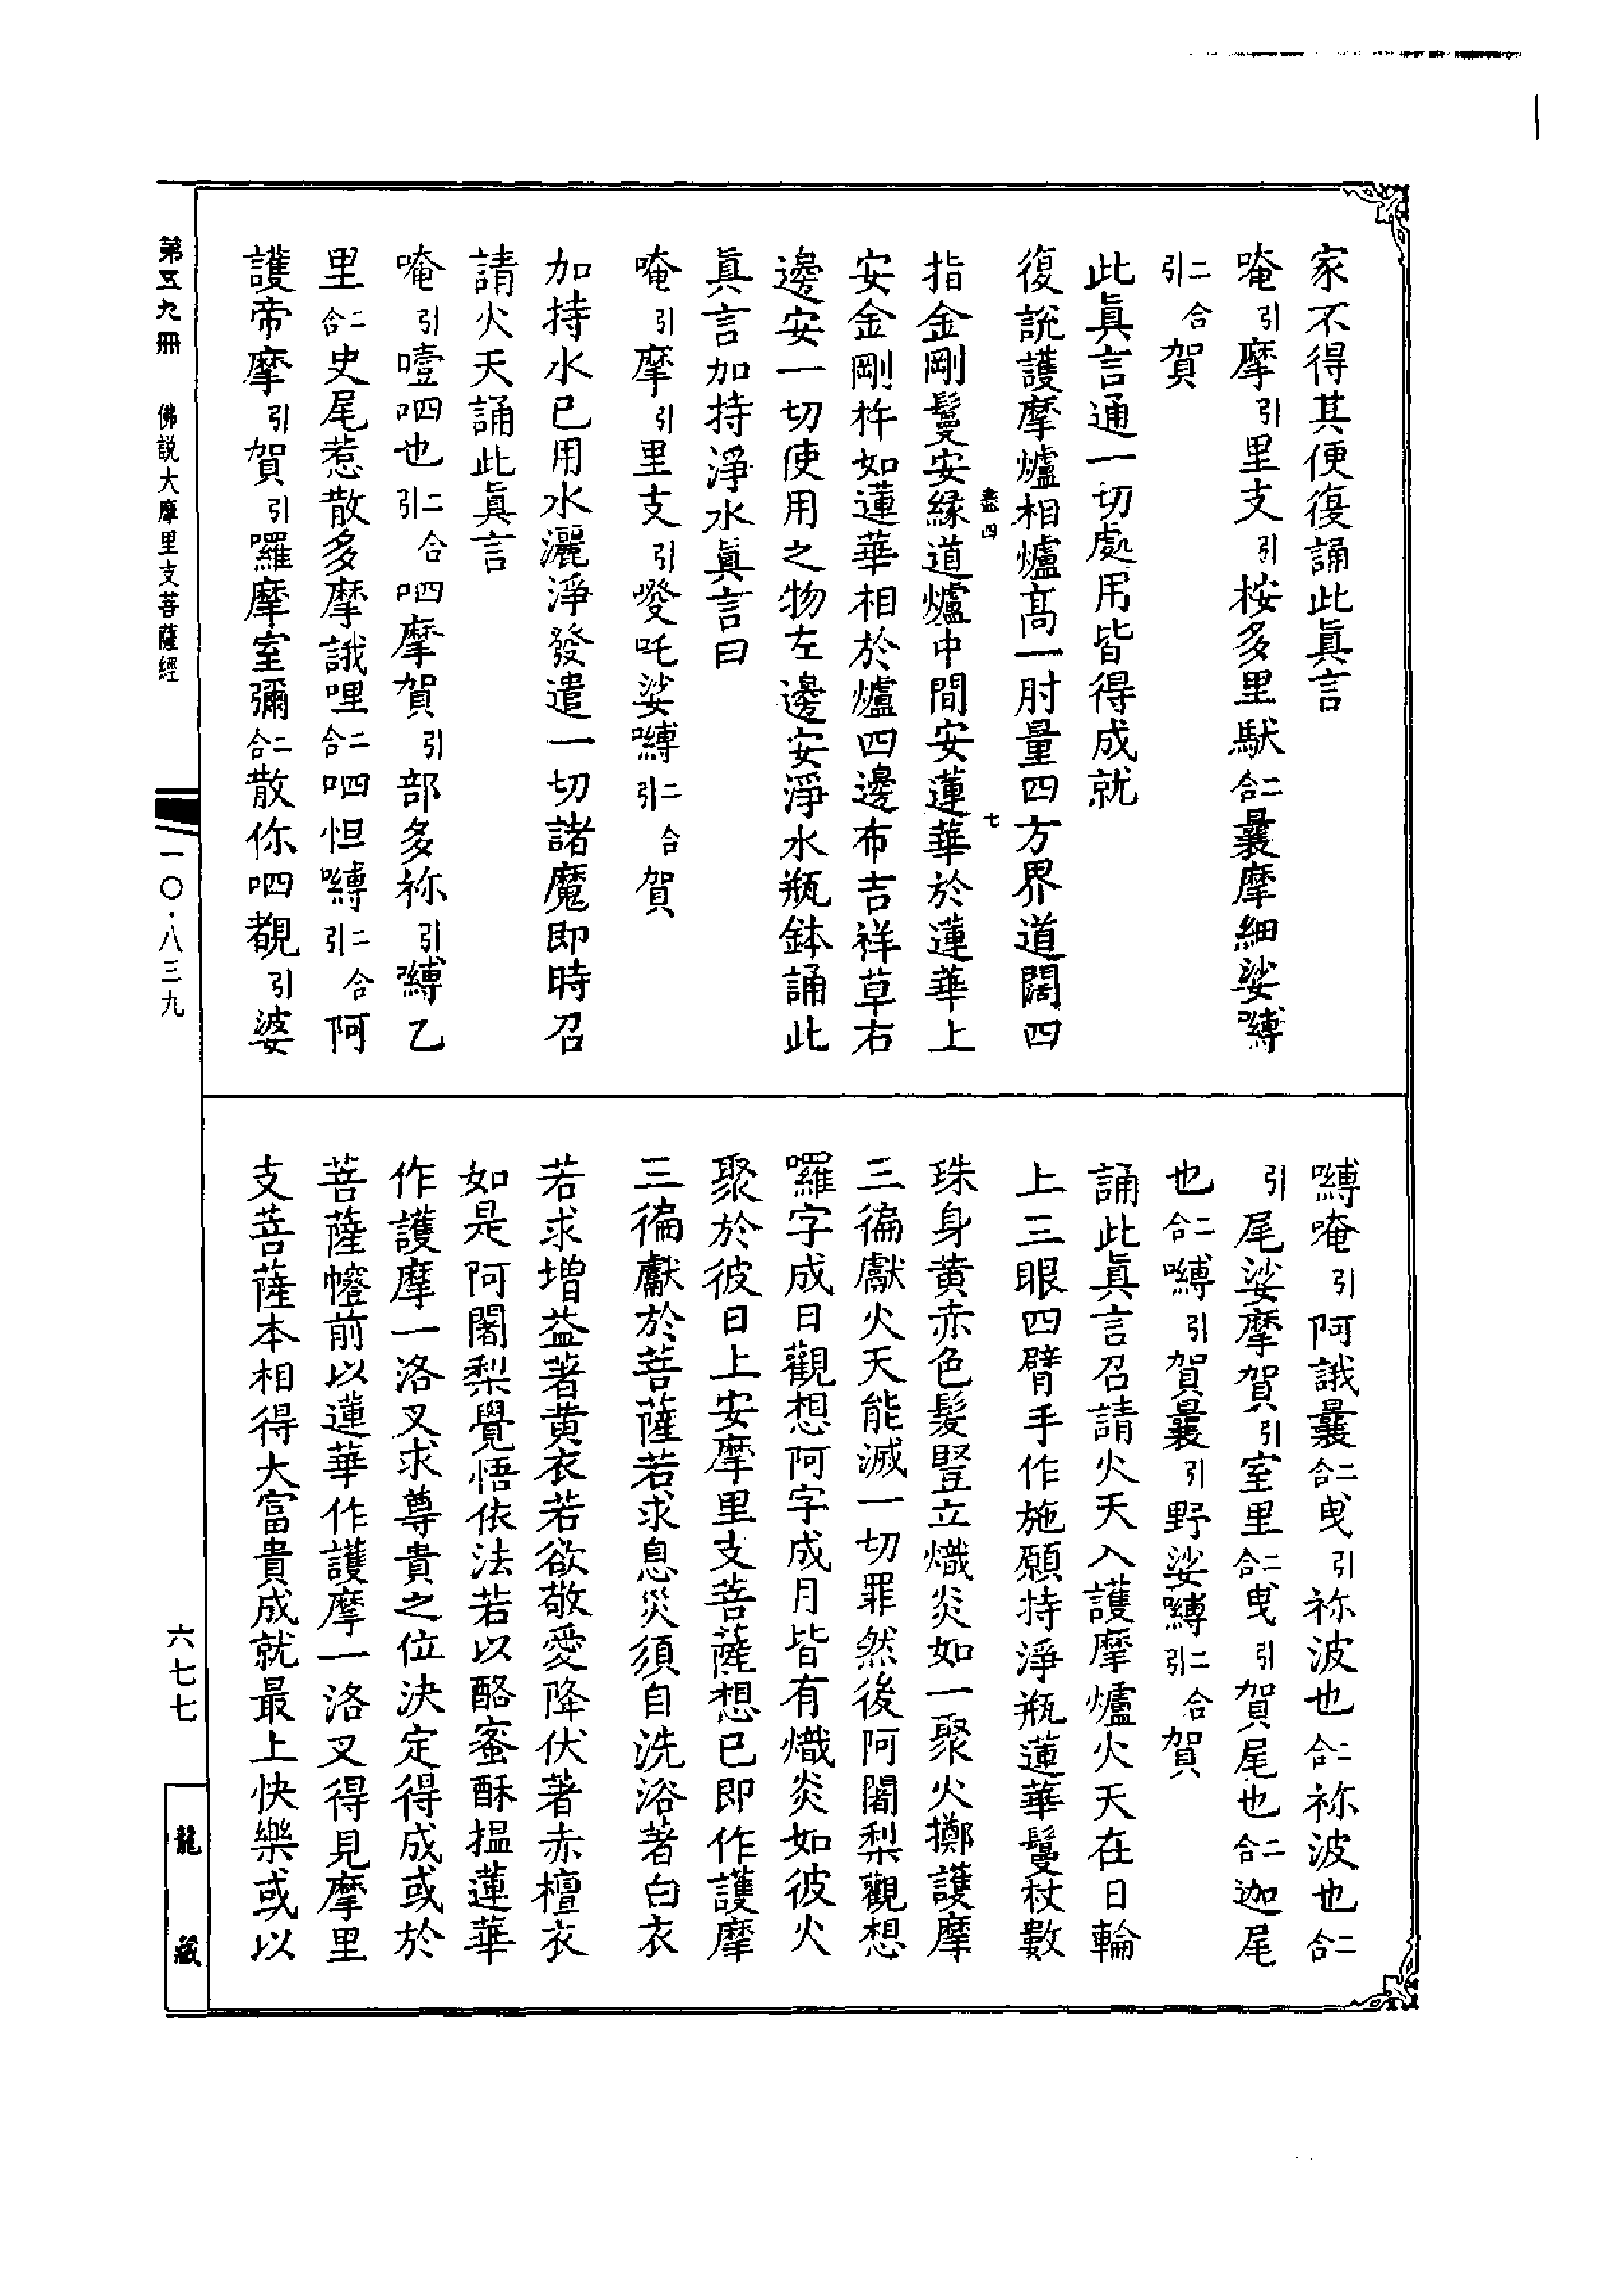 家不得其便復誦此眞言
唵引摩引里支引桉多里馱二合曩摩細娑嚩
二合引賀
此眞言通一切處用皆得成就
復說護摩爐相爐高一肘量四方界道闊四
指金剛鬘安緣道爐中間安蓮華於蓮華上
安金剛杵如蓮華相於爐四邊布吉祥草右
邊安一切使用之物左邊安淨水瓶鉢誦此
眞言加持淨水眞言曰
唵引摩引里支引㘕吒娑嚩二合引賀
加持水已用水灑淨發遣一切諸魔即時召
請火天誦此眞言
唵引噎呬也二合引呬摩賀引部多祢引嚩乙
里二合史尾惹散多摩誐哩二合呬怛嚩二合引阿
護帝摩引賀引囉摩室彌二合散你呬覩引婆
嚩唵引阿誐曩二合曳引祢波也二合祢波也二合
引尾娑摩賀引室里二合曳引賀尾也二合迦尾
也二合嚩引賀曩引野娑嚩二合引賀
誦此眞言召請火天入護摩爐火天在日輪
上三眼四臂手作施願持淨瓶蓮華鬘杖數
珠身黃赤色髮豎立熾炎如一聚火擲護摩
三徧獻火天能滅一切罪然後阿闍梨觀想
囉字成日觀想阿字成月皆有熾炎如彼火
聚於彼日上安摩里支菩薩想已即作護摩
三徧獻於菩薩若求息災須自洗浴著白衣
若求增益著黃衣若欲敬愛降伏著赤檀衣
如是阿闍梨覺悟依法若以酪蜜酥搵蓮華
作護摩一洛叉求尊貴之位決定得成或於
菩薩㡧前以蓮華作護摩一洛叉得見摩里
支菩薩本相得大富貴成就最上快樂或以
卷四
七
第五九册 佛説大摩里支菩薩經
一〇·八三九
六七七
龍藏